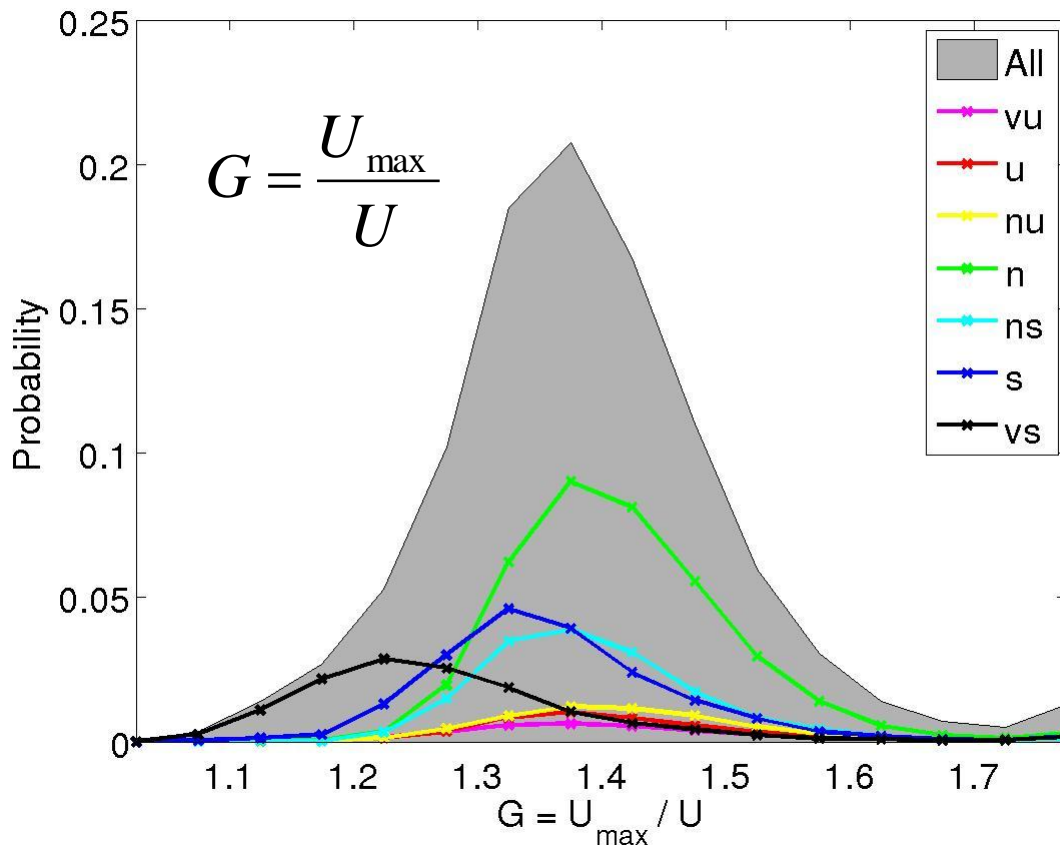 0.25
0.2
0.15
0.1
0.05
0
Probability
G = U_max / U
All
vu
u
nu
n
ns
s
vs
1.1 1.2 1.3 1.4 1.5 1.6 1.7
G = U_max / U